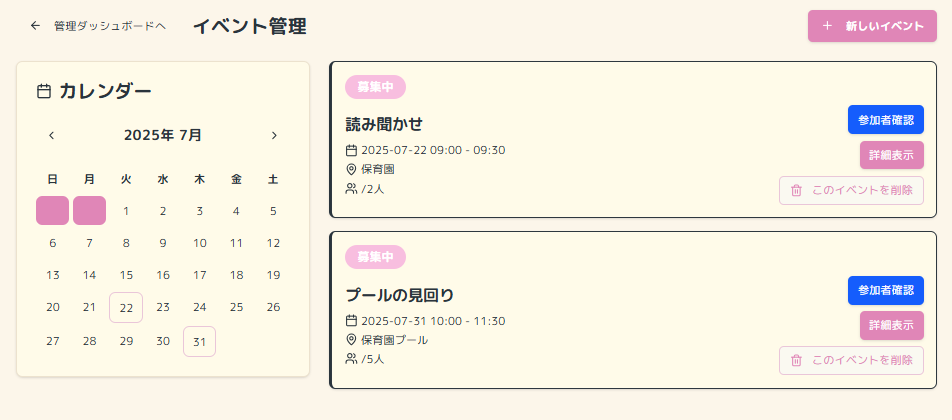 管理ダッシュボードへ
イベント管理
新しいイベント
カレンダー
2025年 7月
日 月 火 水 木 金 土
1 2 3 4 5
6 7 8 9 10 11 12
13 14 15 16 17 18 19
20 21 22 23 24 25 26
27 28 29 30 31
募集中
読み聞かせ
2025-07-22 09:00 - 09:30
保育園
/2人
参加者確認
詳細表示
このイベントを削除
募集中
プールの見回り
2025-07-31 10:00 - 11:30
保育園プール
/5人
参加者確認
詳細表示
このイベントを削除